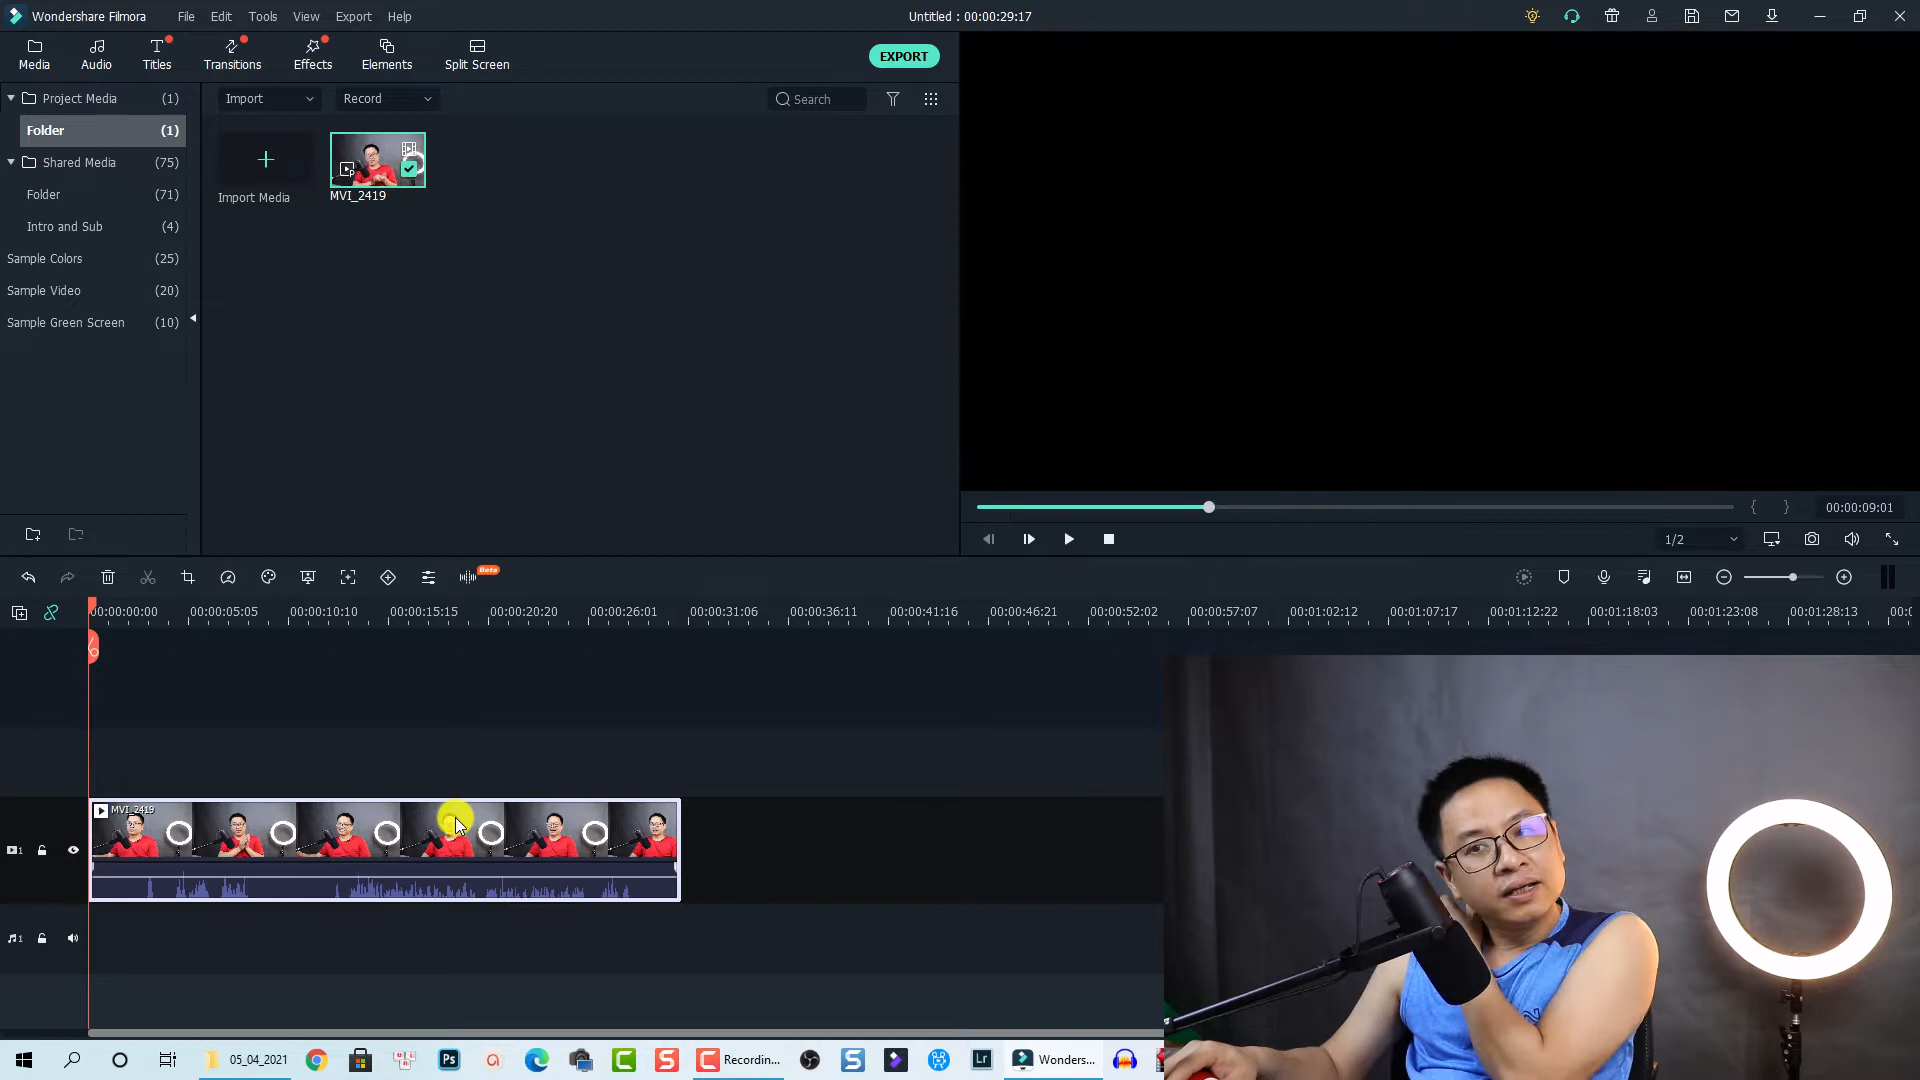 Wondershare Filmora File Edit Tools View Export Help Untitled : 00:00:29:17
Media Audio Titles Transitions Effects Elements Split Screen EXPORT
Project Media (1)
Folder (1)
Shared Media (75)
Folder (71)
Intro and Sub (4)
Sample Colors (25)
Sample Video (20)
Sample Green Screen (10)
Import Record Search
Import Media MVI_2419
00:00:09:01
1/2
Beta
00:00:00:00 00:00:05:05 00:00:10:10 00:00:15:15 00:00:20:20 00:00:26:01 00:00:31:06 00:00:36:11 00:00:41:16 00:00:46:21 00:00:52:02 00:00:57:07 00:01:02:12 00:01:07:17 00:01:12:22 00:01:18:03 00:01:23:08 00:01:28:13
MVI_2419
1
1
05_04_2021 Ps Recordin... Lr Wonders...